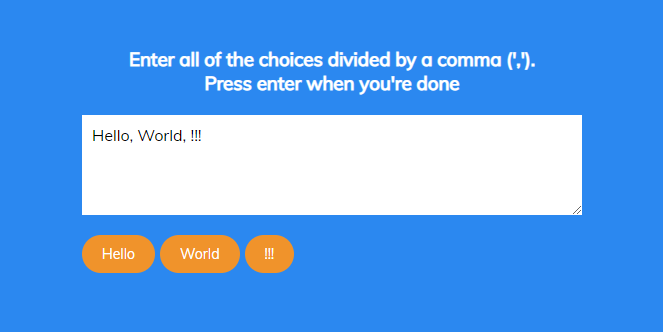 Enter all of the choices divided by a comma (',').
Press enter when you're done
Hello, World, !!!
Hello World !!!